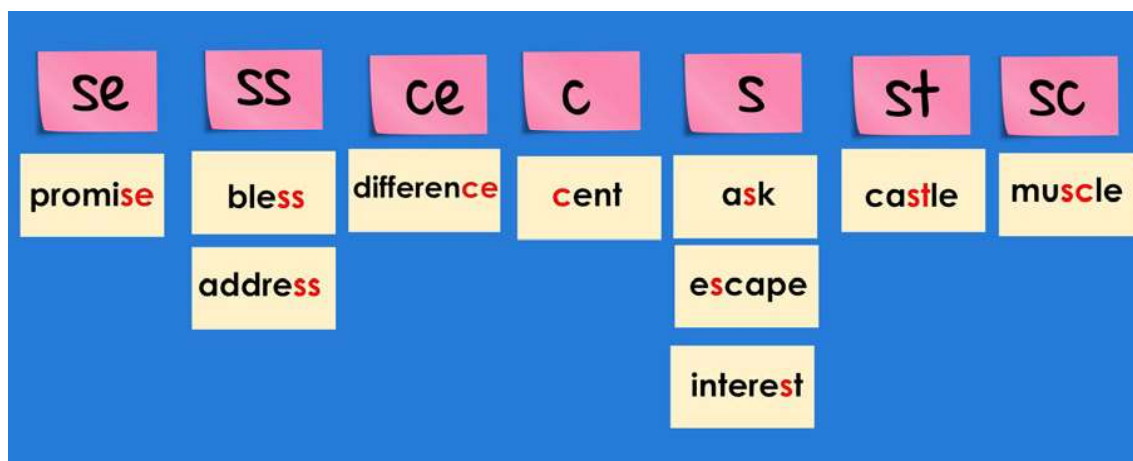 se ss ce c s st sc
promise bless difference cent ask castle muscle
address escape
interest